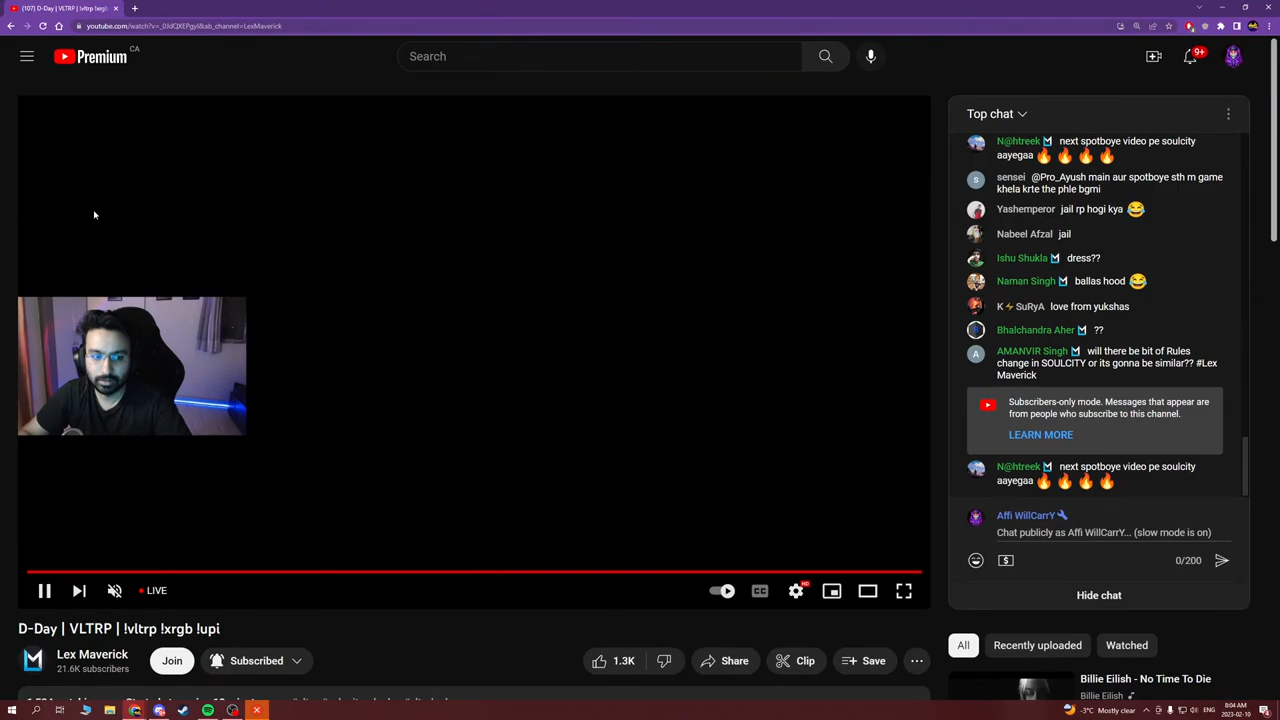 (107) D-Day | VLTRP | !vltrp !xrgb
youtube.com/watch?v=_0JdQXEPgyI&ab_channel=LexMaverick
Premium CA
Search
9+
Top chat
N@htreek next spotboye video pe soulcity
aayegaa
sensei @Pro_Ayush main aur spotboye sth m game
khela krte the phle bgmi
Yashemperor jail rp hogi kya
Nabeel Afzal jail
Ishu Shukla dress??
Naman Singh ballas hood
K⚡SuRyA love from yukshas
Bhalchandra Aher ??
AMANVIR Singh will there be bit of Rules
change in SOULCITY or its gonna be similar?? #Lex
Maverick
Subscribers-only mode. Messages that appear are
from people who subscribe to this channel.
LEARN MORE
N@htreek next spotboye video pe soulcity
aayegaa
Affi WillCarrY
Chat publicly as Affi WillCarrY... (slow mode is on)
0/200
Hide chat
LIVE
CC
HD
D-Day | VLTRP | !vltrp !xrgb !upi
Lex Maverick
21.6K subscribers
Join
Subscribed
1.3K
Share
Clip
Save
All
Recently uploaded
Watched
Billie Eilish - No Time To Die
Billie Eilish
-3°C Mostly clear
ENG
8:04 AM
2023-02-10